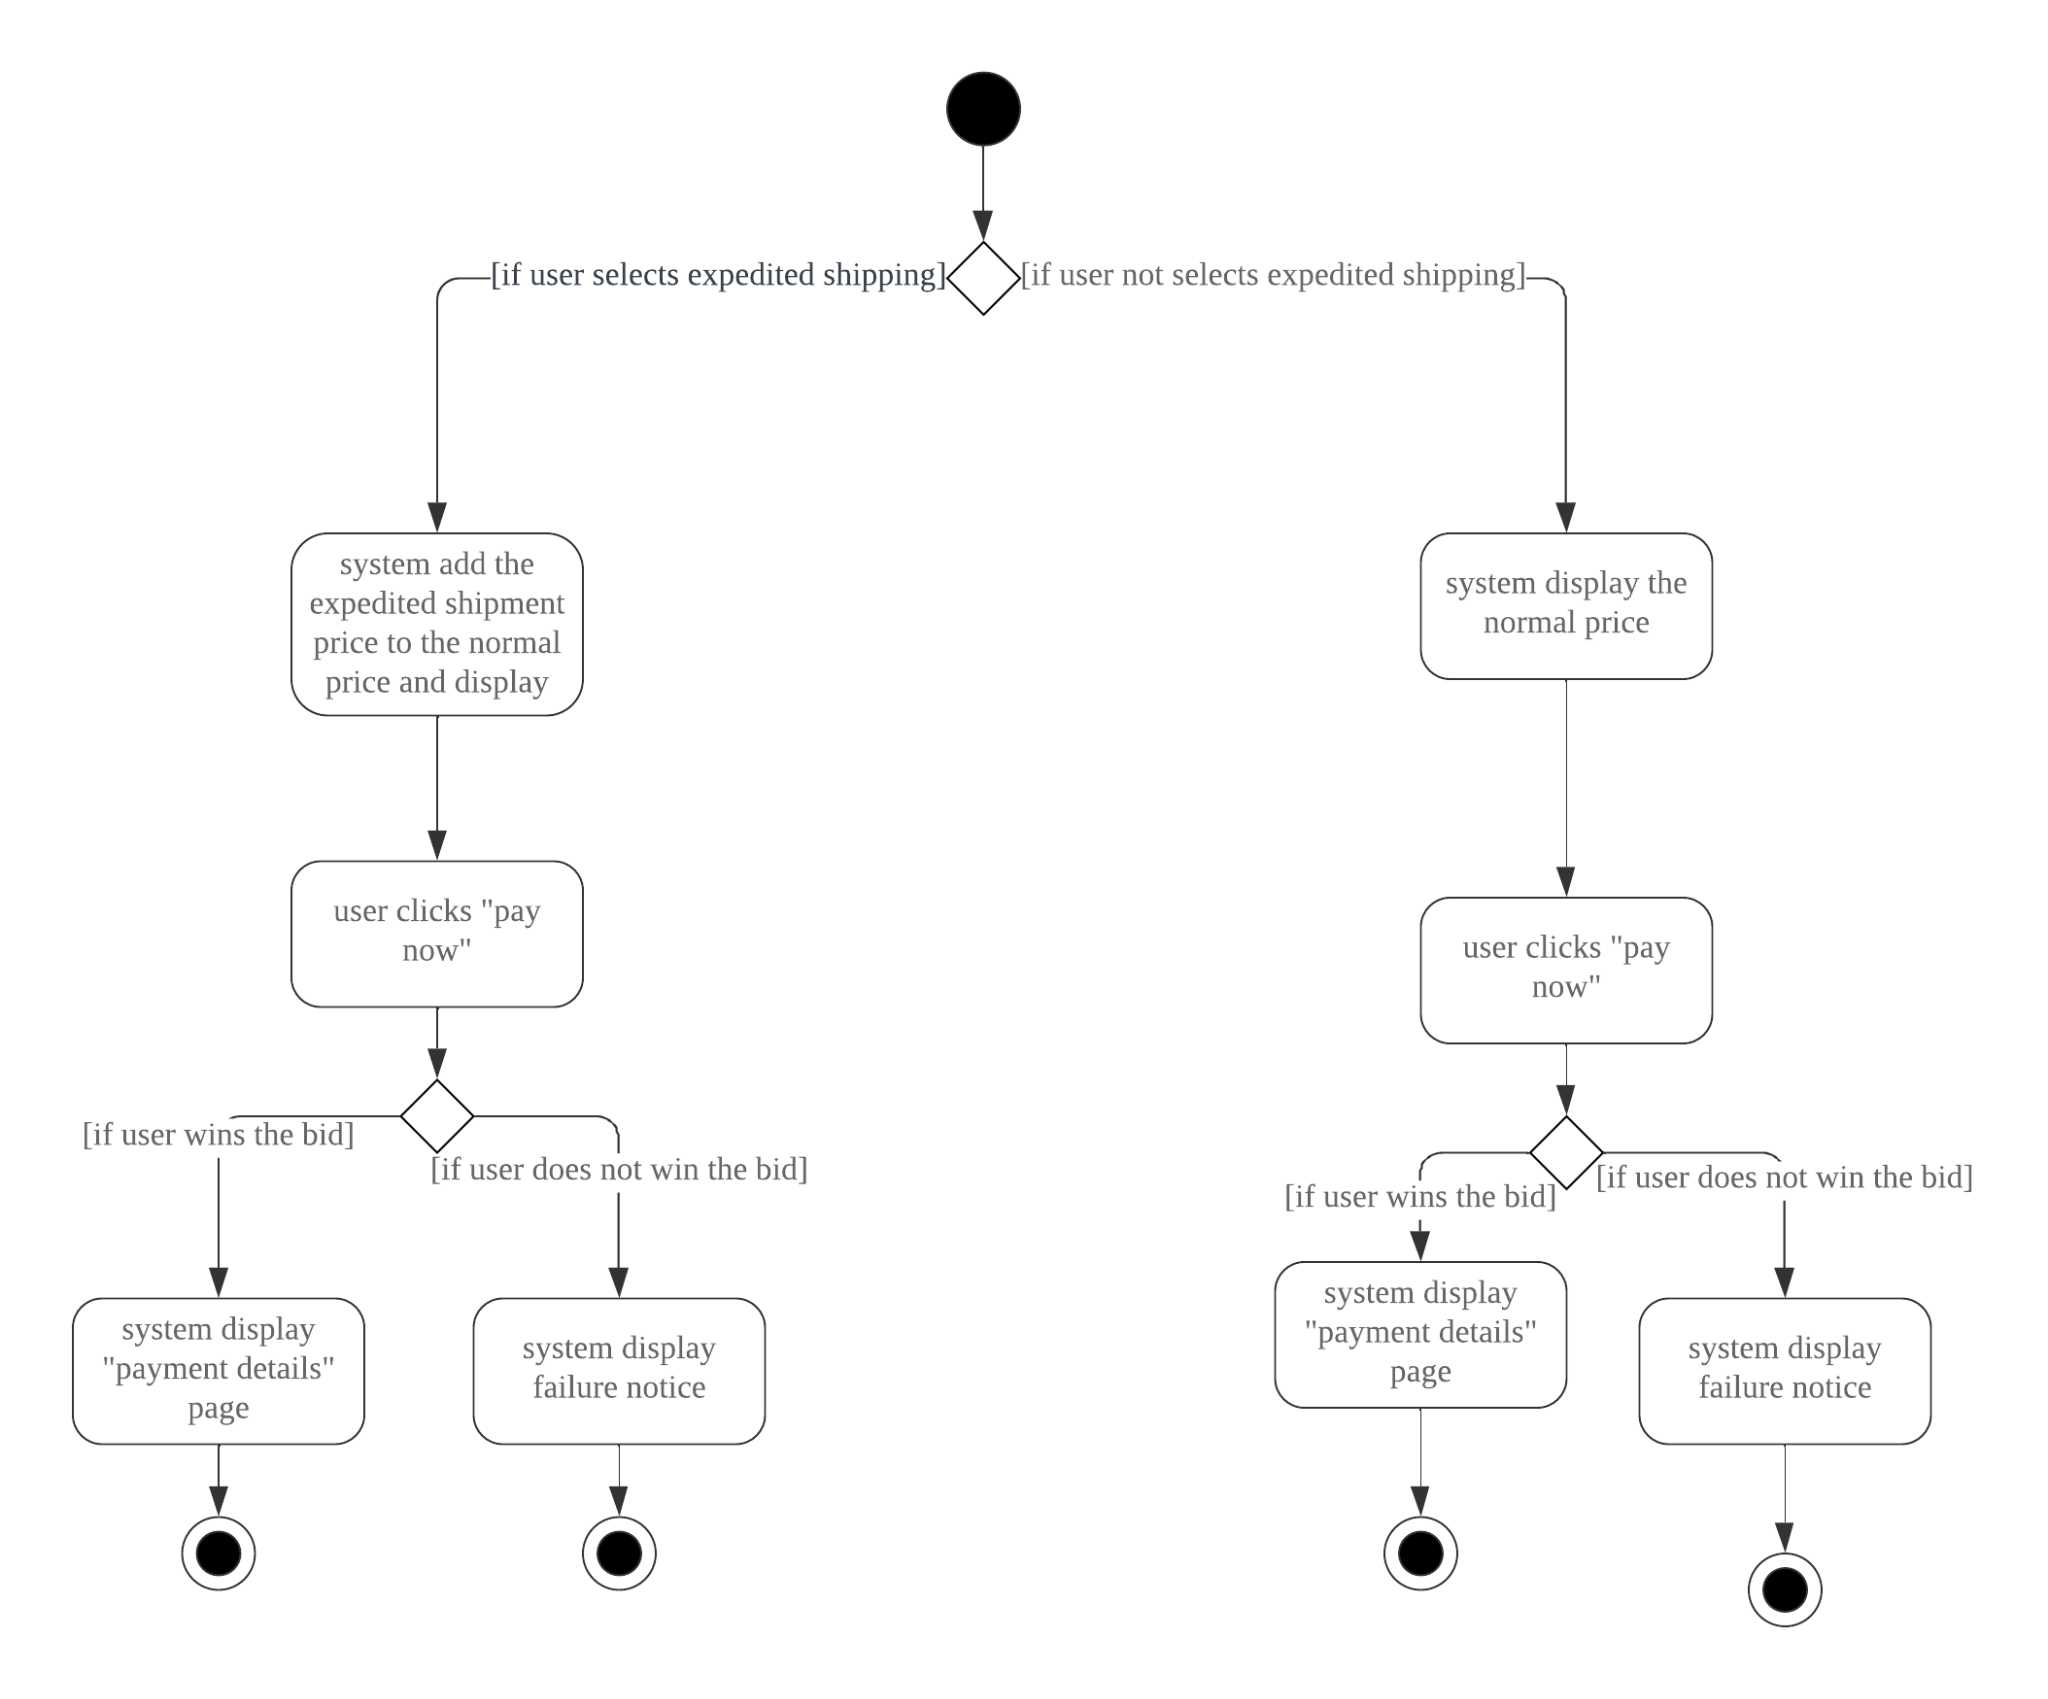 [if user selects expedited shipping]
[if user not selects expedited shipping]
system add the
expedited shipment
price to the normal
price and display
system display the
normal price
user clicks "pay
now"
user clicks "pay
now"
[if user wins the bid]
[if user does not win the bid]
[if user wins the bid]
[if user does not win the bid]
system display
"payment details"
page
system display
failure notice
system display
"payment details"
page
system display
failure notice